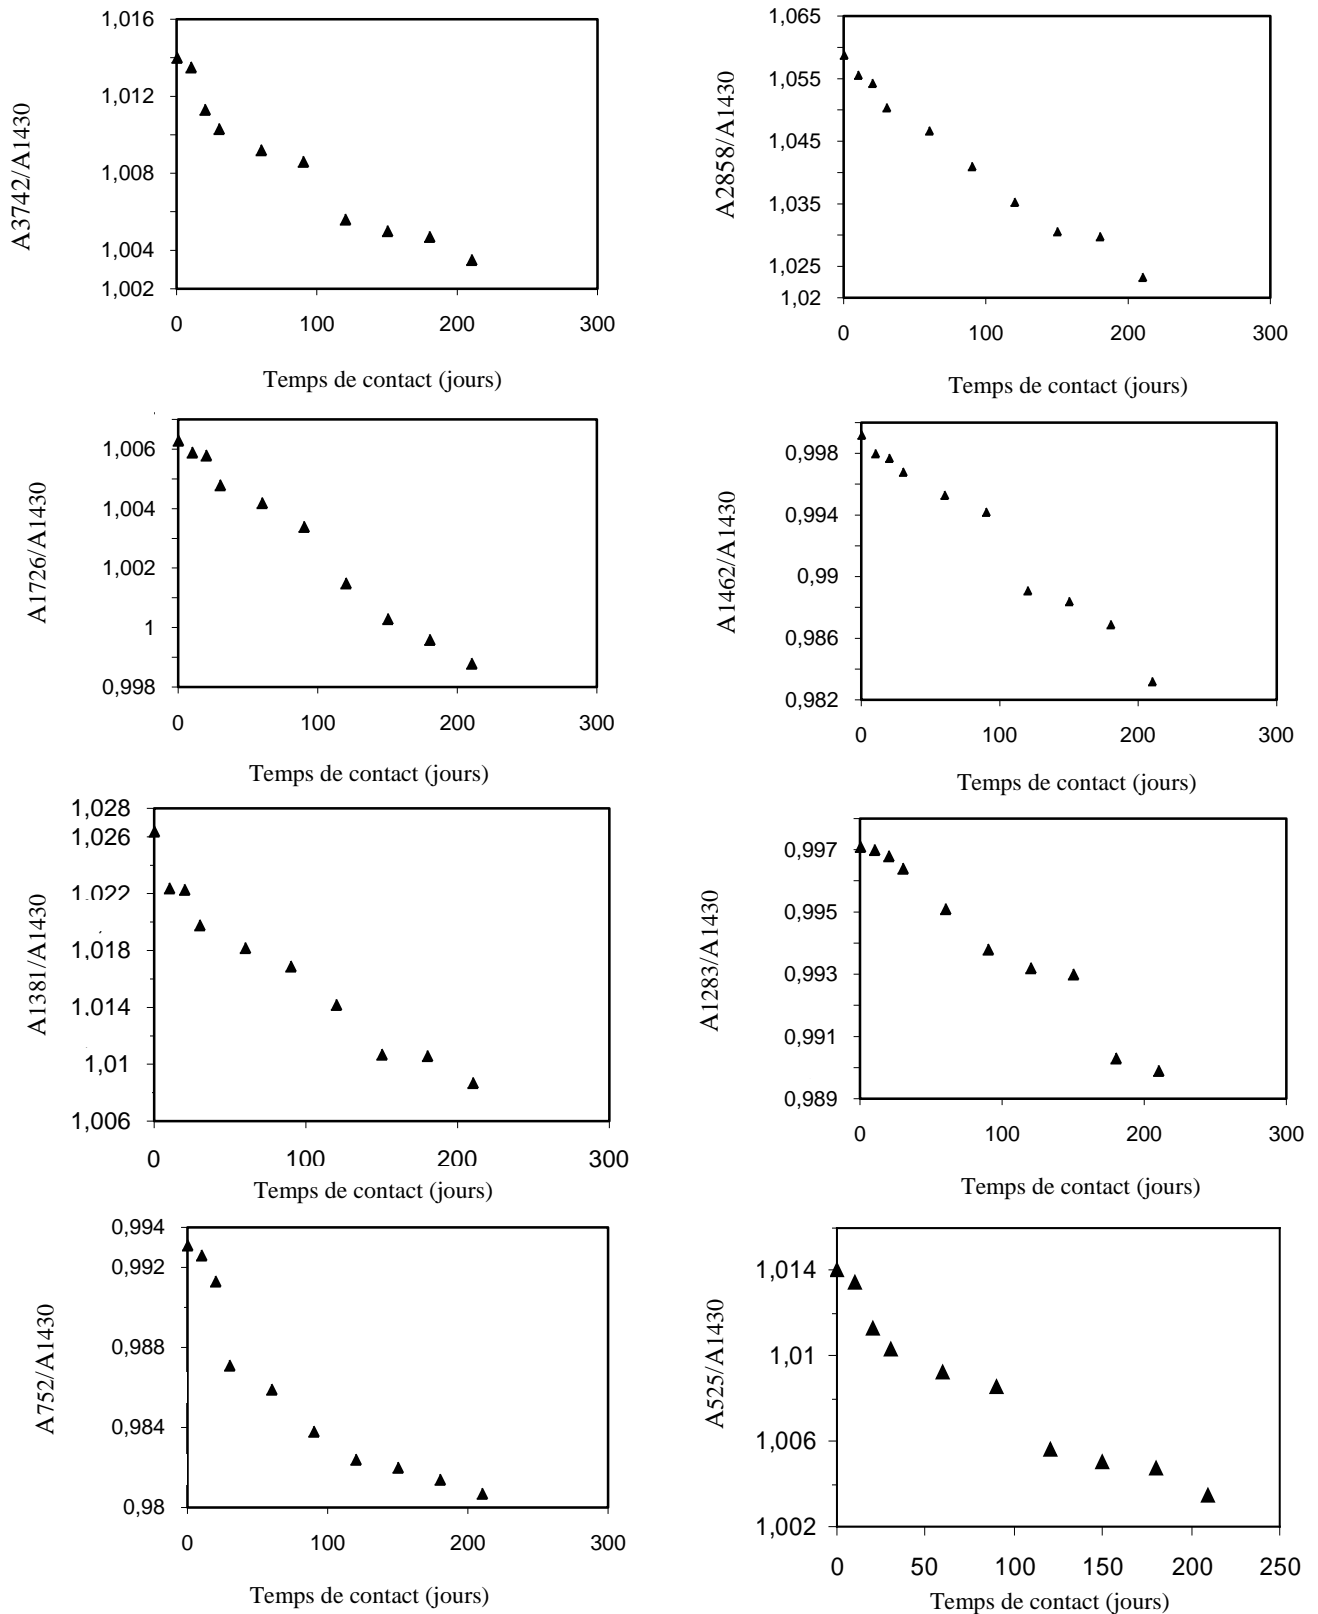 A3742/A1430
1,016
1,012
1,008
1,004
1,002
0 100 200 300
Temps de contact (jours)
A2858/A1430
1,065
1,055
1,045
1,035
1,025
1,02
0 100 200 300
Temps de contact (jours)
A1726/A1430
1,006
1,004
1,002
1
0,998
0 100 200 300
Temps de contact (jours)
A1462/A1430
0,998
0,994
0,99
0,986
0,982
0 100 200 300
Temps de contact (jours)
A1381/A1430
1,028
1,026
1,022
1,018
1,014
1,01
1,006
0 100 200 300
Temps de contact (jours)
A1283/A1430
0,997
0,995
0,993
0,991
0,989
0 100 200 300
Temps de contact (jours)
A752/A1430
0,994
0,992
0,988
0,984
0,98
0 100 200 300
Temps de contact (jours)
A525/A1430
1,014
1,01
1,006
1,002
0 50 100 150 200 250
Temps de contact (jours)